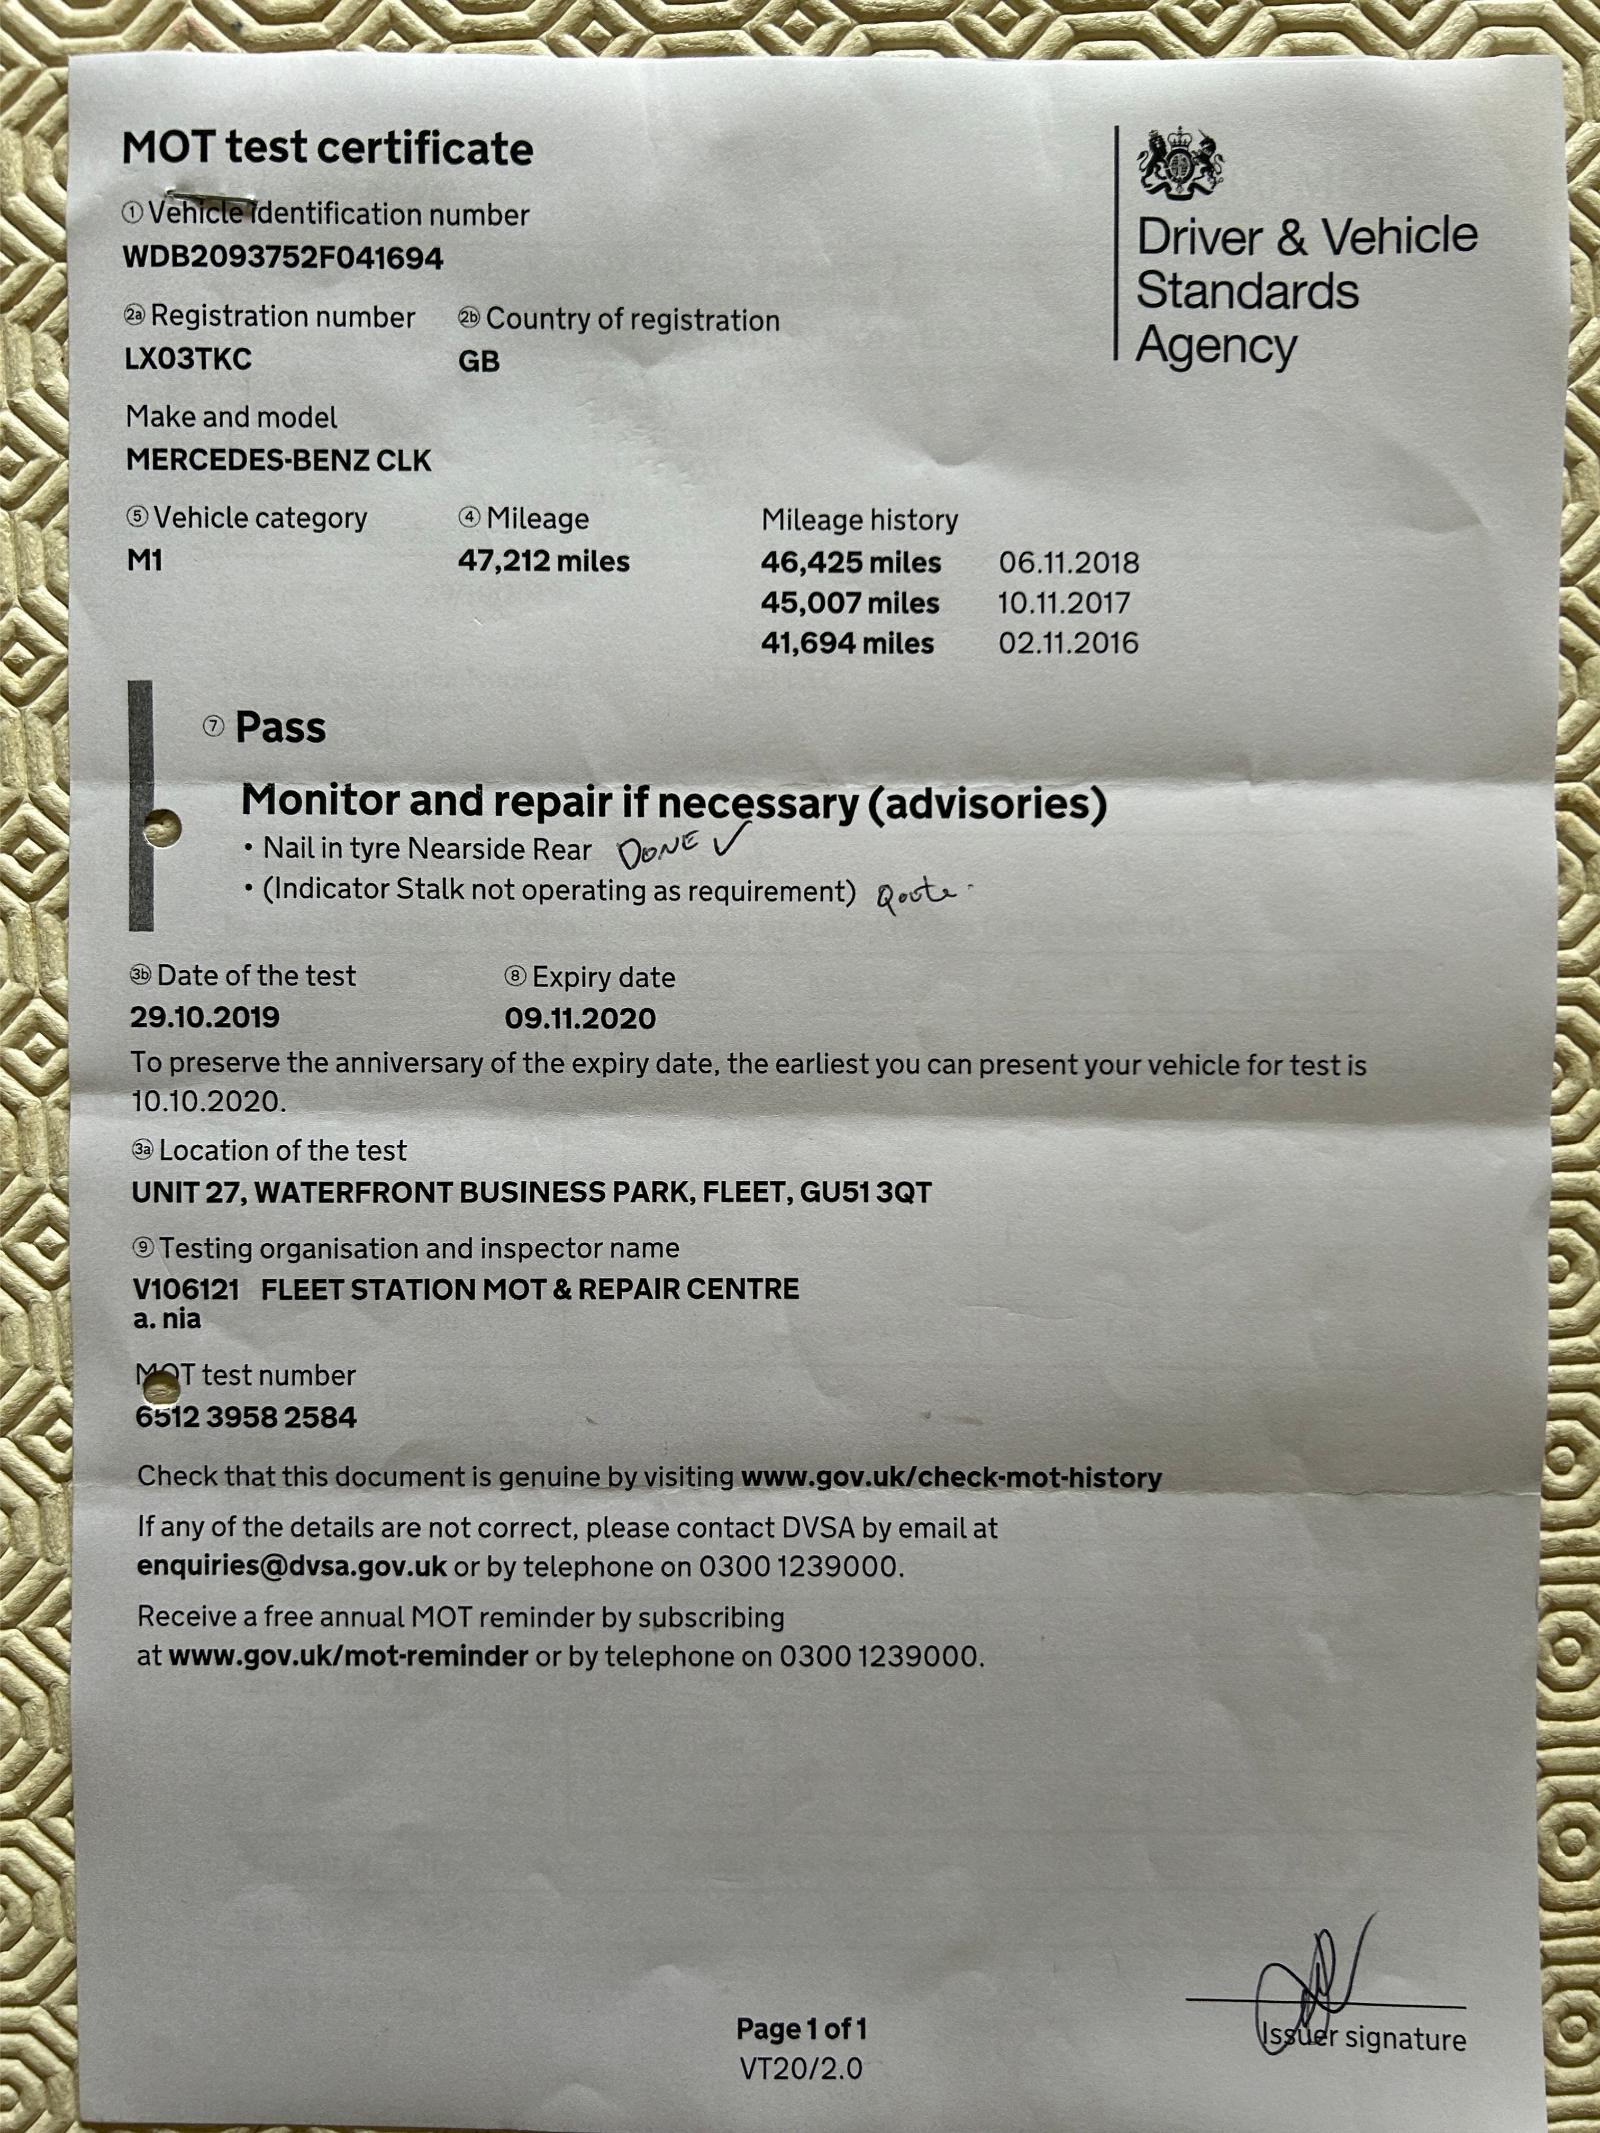 MOT test certificate
Driver & Vehicle
Standards
Agency
1 Vehicle identification number
WDB2093752F041694
2a Registration number 2b Country of registration
LX03TKC GB
Make and model
MERCEDES-BENZ CLK
5 Vehicle category 4 Mileage Mileage history
M1 47,212 miles 46,425 miles 06.11.2018
45,007 miles 10.11.2017
41,694 miles 02.11.2016
7 Pass
Monitor and repair if necessary (advisories)
• Nail in tyre Nearside Rear DONE ✓
• (Indicator Stalk not operating as requirement) Qoute.
3b Date of the test 8 Expiry date
29.10.2019 09.11.2020
To preserve the anniversary of the expiry date, the earliest you can present your vehicle for test is
10.10.2020.
3a Location of the test
UNIT 27, WATERFRONT BUSINESS PARK, FLEET, GU51 3QT
9 Testing organisation and inspector name
V106121 FLEET STATION MOT & REPAIR CENTRE
a. nia
MOT test number
6512 3958 2584
Check that this document is genuine by visiting www.gov.uk/check-mot-history
If any of the details are not correct, please contact DVSA by email at
enquiries@dvsa.gov.uk or by telephone on 0300 1239000.
Receive a free annual MOT reminder by subscribing
at www.gov.uk/mot-reminder or by telephone on 0300 1239000.
Issuer signature
Page 1 of 1
VT20/2.0